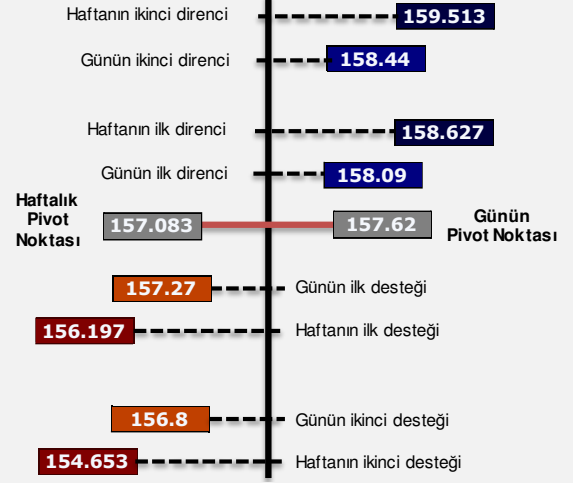 Haftanın ikinci direnci 159.513
Günün ikinci direnci 158.44
Haftanın ilk direnci 158.627
Günün ilk direnci 158.09
Haftalık
Pivot
Noktası
157.083
157.62
Günün
Pivot Noktası
157.27 Günün ilk desteği
156.197 Haftanın ilk desteği
156.8 Günün ikinci desteği
154.653 Haftanın ikinci desteği